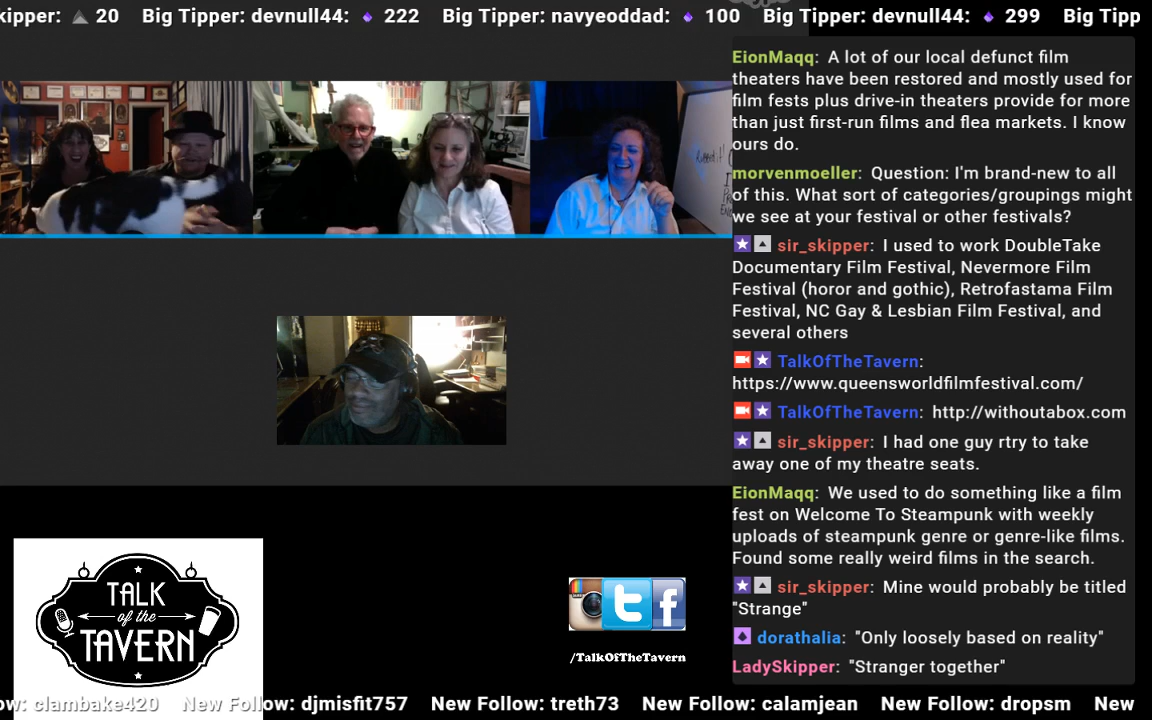 kipper: 20 Big Tipper: devnull44: 222 Big Tipper: navyeoddad: 100 Big Tipper: devnull44: 299 Big Tipp
EionMaqq: A lot of our local defunct film
theaters have been restored and mostly used for
film fests plus drive-in theaters provide for more
than just first-run films and flea markets. I know
ours do.
morvenmoeller: Question: I'm brand-new to all
of this. What sort of categories/groupings might
we see at your festival or other festivals?
sir_skipper: I used to work DoubleTake
Documentary Film Festival, Nevermore Film
Festival (horor and gothic), Retrofastama Film
Festival, NC Gay & Lesbian Film Festival, and
several others
TalkOfTheTavern:
https://www.queensworldfilmfestival.com/
TalkOfTheTavern: http://withoutabox.com
sir_skipper: I had one guy rtry to take
away one of my theatre seats.
EionMaqq: We used to do something like a film
fest on Welcome To Steampunk with weekly
uploads of steampunk genre or genre-like films.
Found some really weird films in the search.
sir_skipper: Mine would probably be titled
"Strange"
dorathalia: "Only loosely based on reality"
LadySkipper: "Stranger together"
TALK
of the
TAVERN
/TalkOfTheTavern
ow: clambake420 New Follow: djmisfit757 New Follow: treth73 New Follow: calamjean New Follow: dropsm New